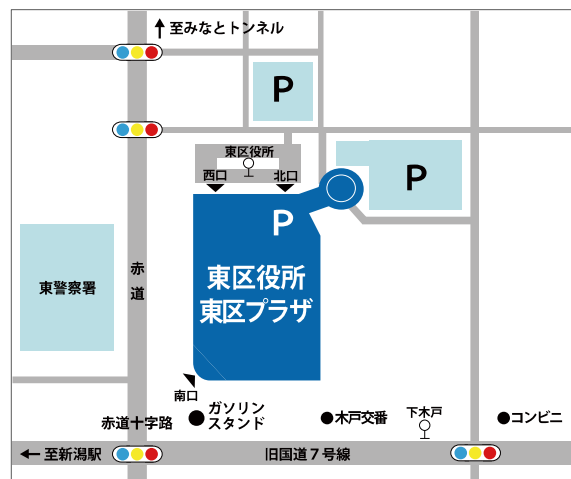 至みなとトンネル
P
東区役所
西口
北口
P
P
東区役所
東区プラザ
東警察署
赤道
南口
赤道十字路
ガソリン
スタンド
木戸交番
下木戸
コンビニ
至新潟駅
旧国道7号線